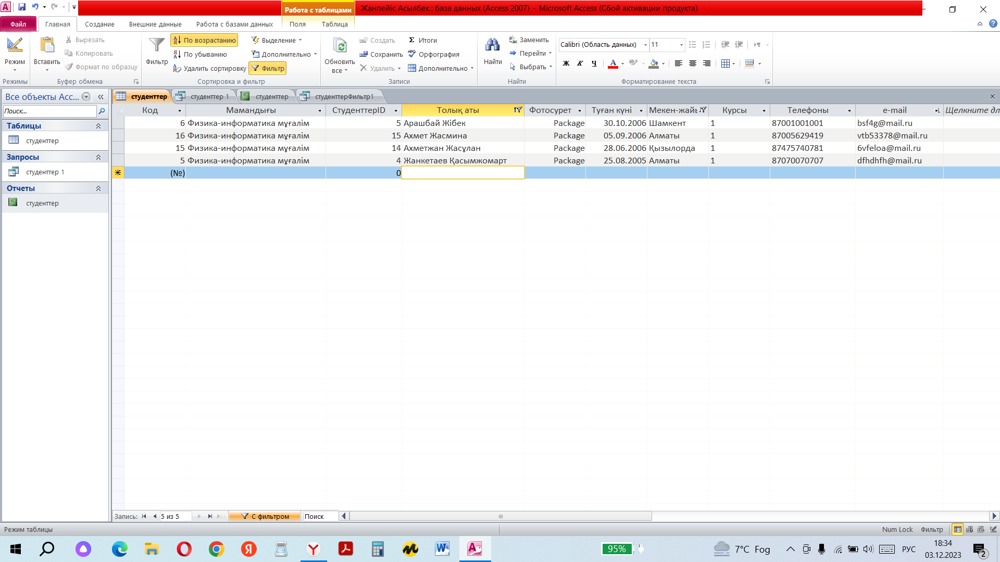 Работа с таблицами
Жанпейіс Асылбек : база данных (Access 2007) - Microsoft Access (Сбой активации продукта)
Файл Главная Создание Внешние данные Работа с базами данных Поля Таблица
Режим
Режимы
Вставить
Вырезать
Копировать
Формат по образцу
Буфер обмена
Фильтр
По возрастанию
По убыванию
Удалить сортировку
Выделение
Дополнительно
Фильтр
Сортировка и фильтр
Обновить
все
Создать
Сохранить
Удалить
Итоги
Орфография
Дополнительно
Записи
Найти
Заменить
Перейти
Выбрать
Найти
Calibri (Область данных) 11
Ж К Ч
Форматирование текста
Все объекты Acc...
Поиск...
Таблицы
студенттер
Запросы
студенттер 1
Отчеты
студенттер
студенттер студенттер 1 студенттер студенттерФильтр1
Код Мамандығы СтуденттерID Толық аты Фотосурет Туған күні Мекен-жайы Курсы Телефоны e-mail Щелкните дл
6 Физика-информатика мұғалім 5 Арашбай Жібек Package 30.10.2006 Шамкент 1 87001001001 bsf4g@mail.ru
16 Физика-информатика мұғалім 15 Ахмет Жасмина Package 05.09.2006 Алматы 1 87005629419 vtb53378@mail.ru
15 Физика-информатика мұғалім 14 Ахметжан Жасұлан Package 28.06.2006 Қызылорда 1 87475740781 6vfeloa@mail.ru
5 Физика-информатика мұғалім 4 Жанкетаев Қасымжомарт Package 25.08.2005 Алматы 1 87070070707 dfhdhfh@mail.ru
(№) 0
Запись: 5 из 5 С фильтром Поиск
Режим таблицы Num Lock Фильтр
95% 7°C Fog РУС 18:34
03.12.2023 2